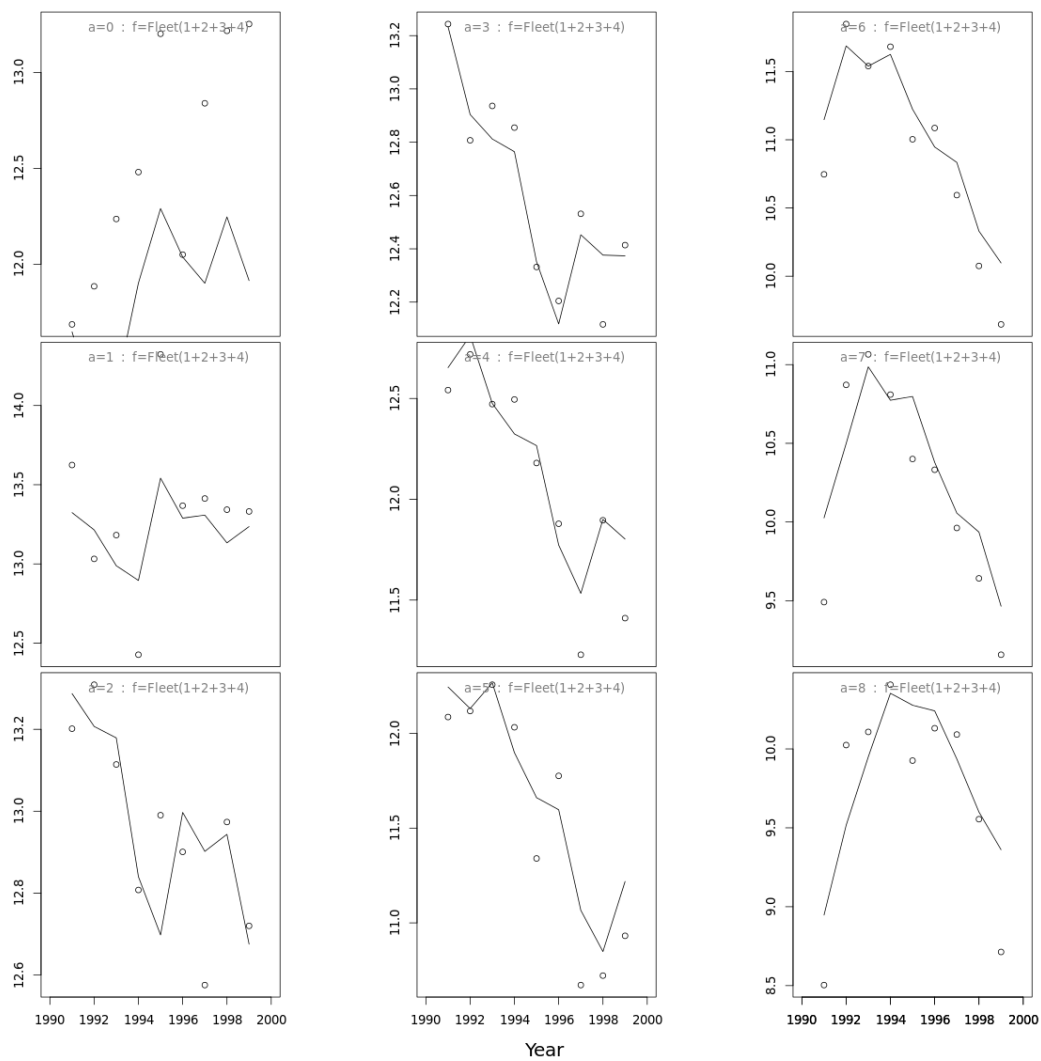 a=0 : f=Fleet(1+2+3+4)
13.0
12.5
12.0
a=3 : f=Fleet(1+2+3+4)
13.2
13.0
12.8
12.6
12.4
12.2
a=6 : f=Fleet(1+2+3+4)
11.5
11.0
10.5
10.0
a=1 : f=Fleet(1+2+3+4)
14.0
13.5
13.0
12.5
a=4 : f=Fleet(1+2+3+4)
12.5
12.0
11.5
a=7 : f=Fleet(1+2+3+4)
11.0
10.5
10.0
9.5
a=2 : f=Fleet(1+2+3+4)
13.2
13.0
12.8
12.6
1990 1992 1994 1996 1998 2000
a=5 : f=Fleet(1+2+3+4)
12.0
11.5
11.0
1990 1992 1994 1996 1998 2000
a=8 : f=Fleet(1+2+3+4)
10.0
9.5
9.0
8.5
1990 1992 1994 1996 1998 2000
Year